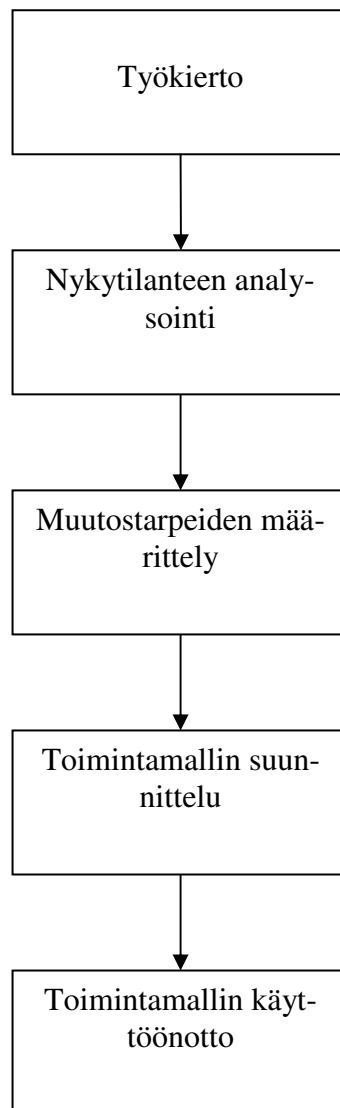 Työkierto
Nykytilanteen analy-
sointi
Muutostarpeiden mää-
rittely
Toimintamallin suun-
nittelu
Toimintamallin käyt-
töönotto